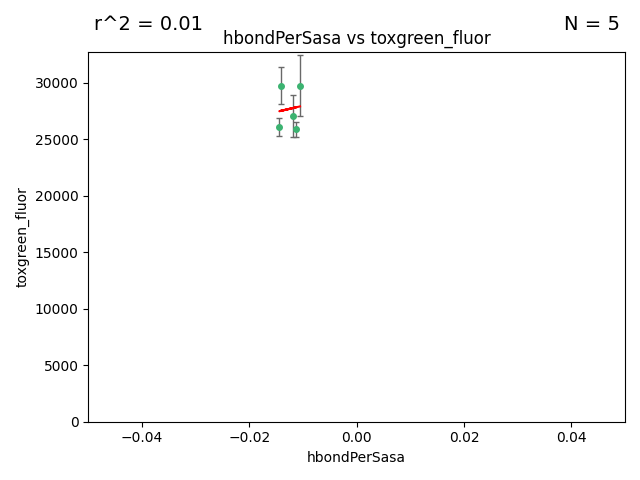 r^2 = 0.01
N = 5
hbondPerSasa vs toxgreen_fluor
30000
25000
20000
15000
10000
5000
0
toxgreen_fluor
−0.04
−0.02
0.00
0.02
0.04
hbondPerSasa